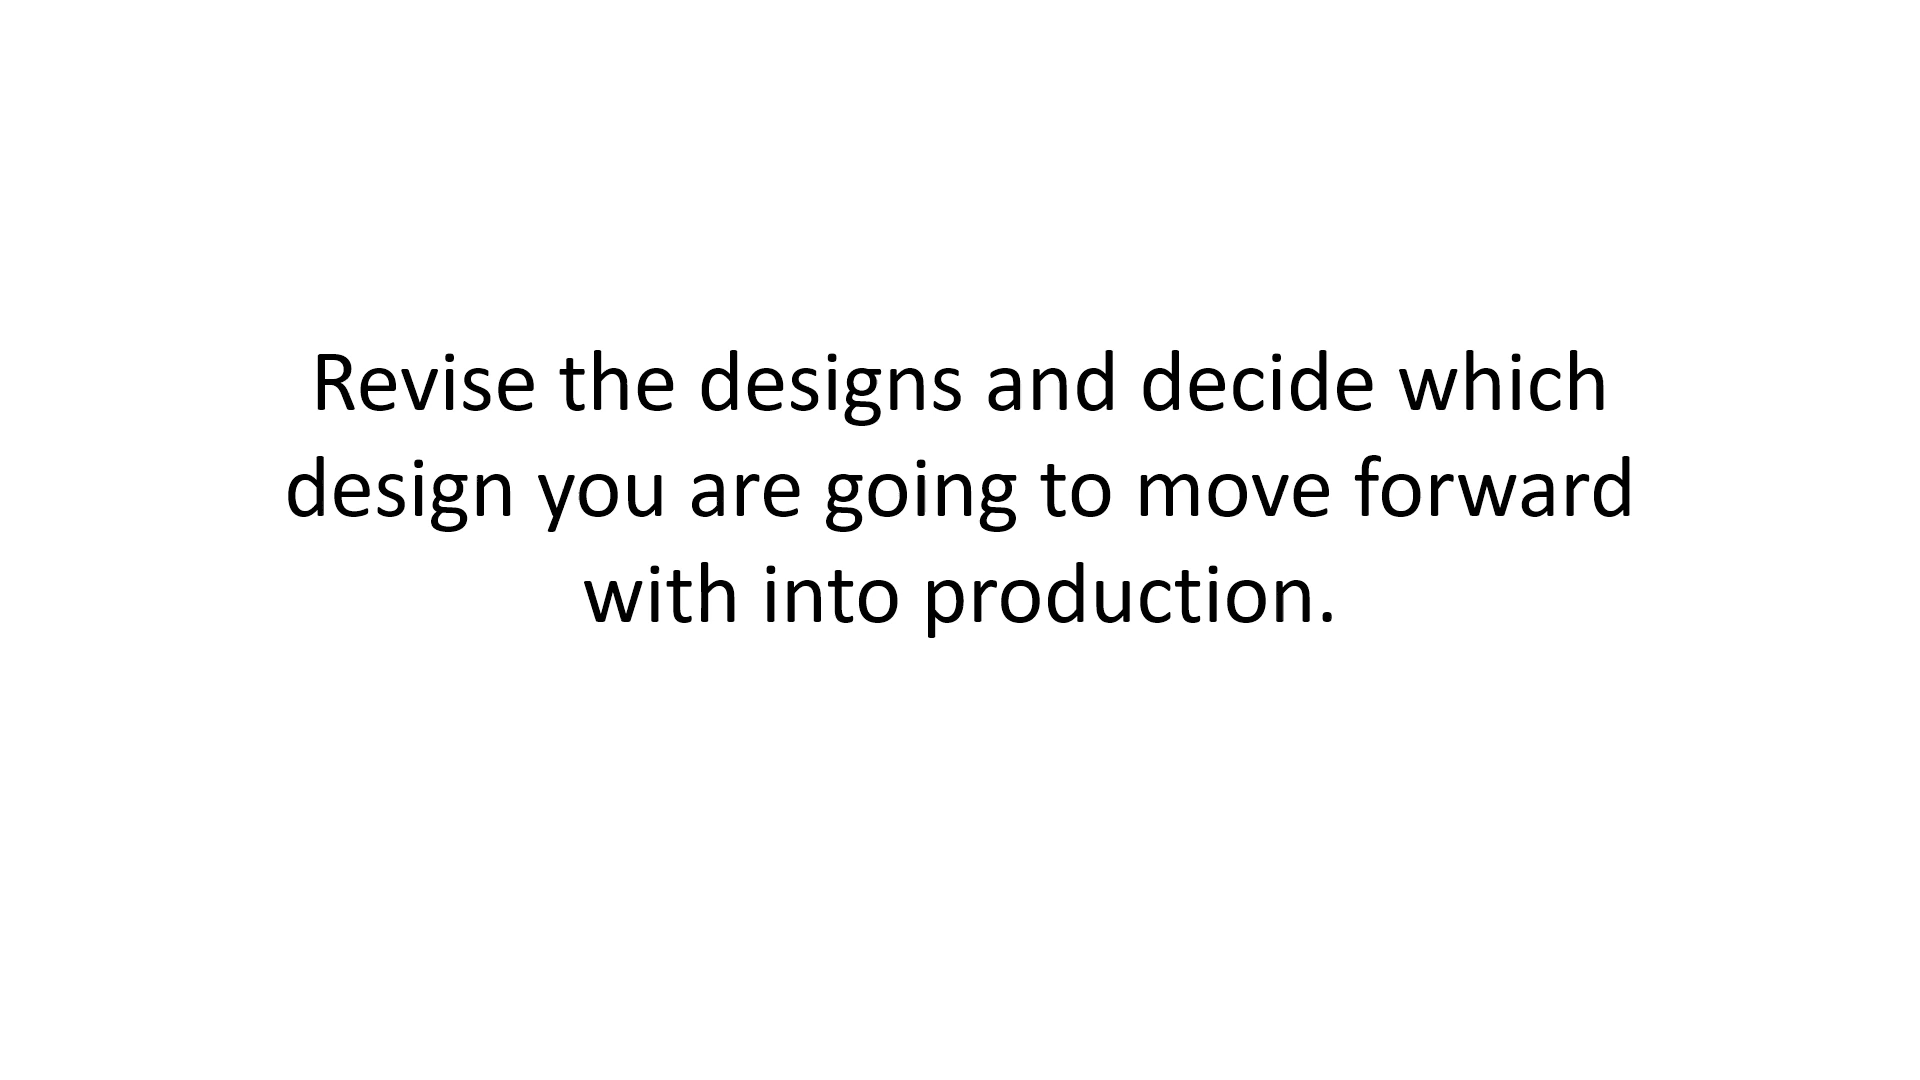 Revise the designs and decide which
design you are going to move forward
with into production.